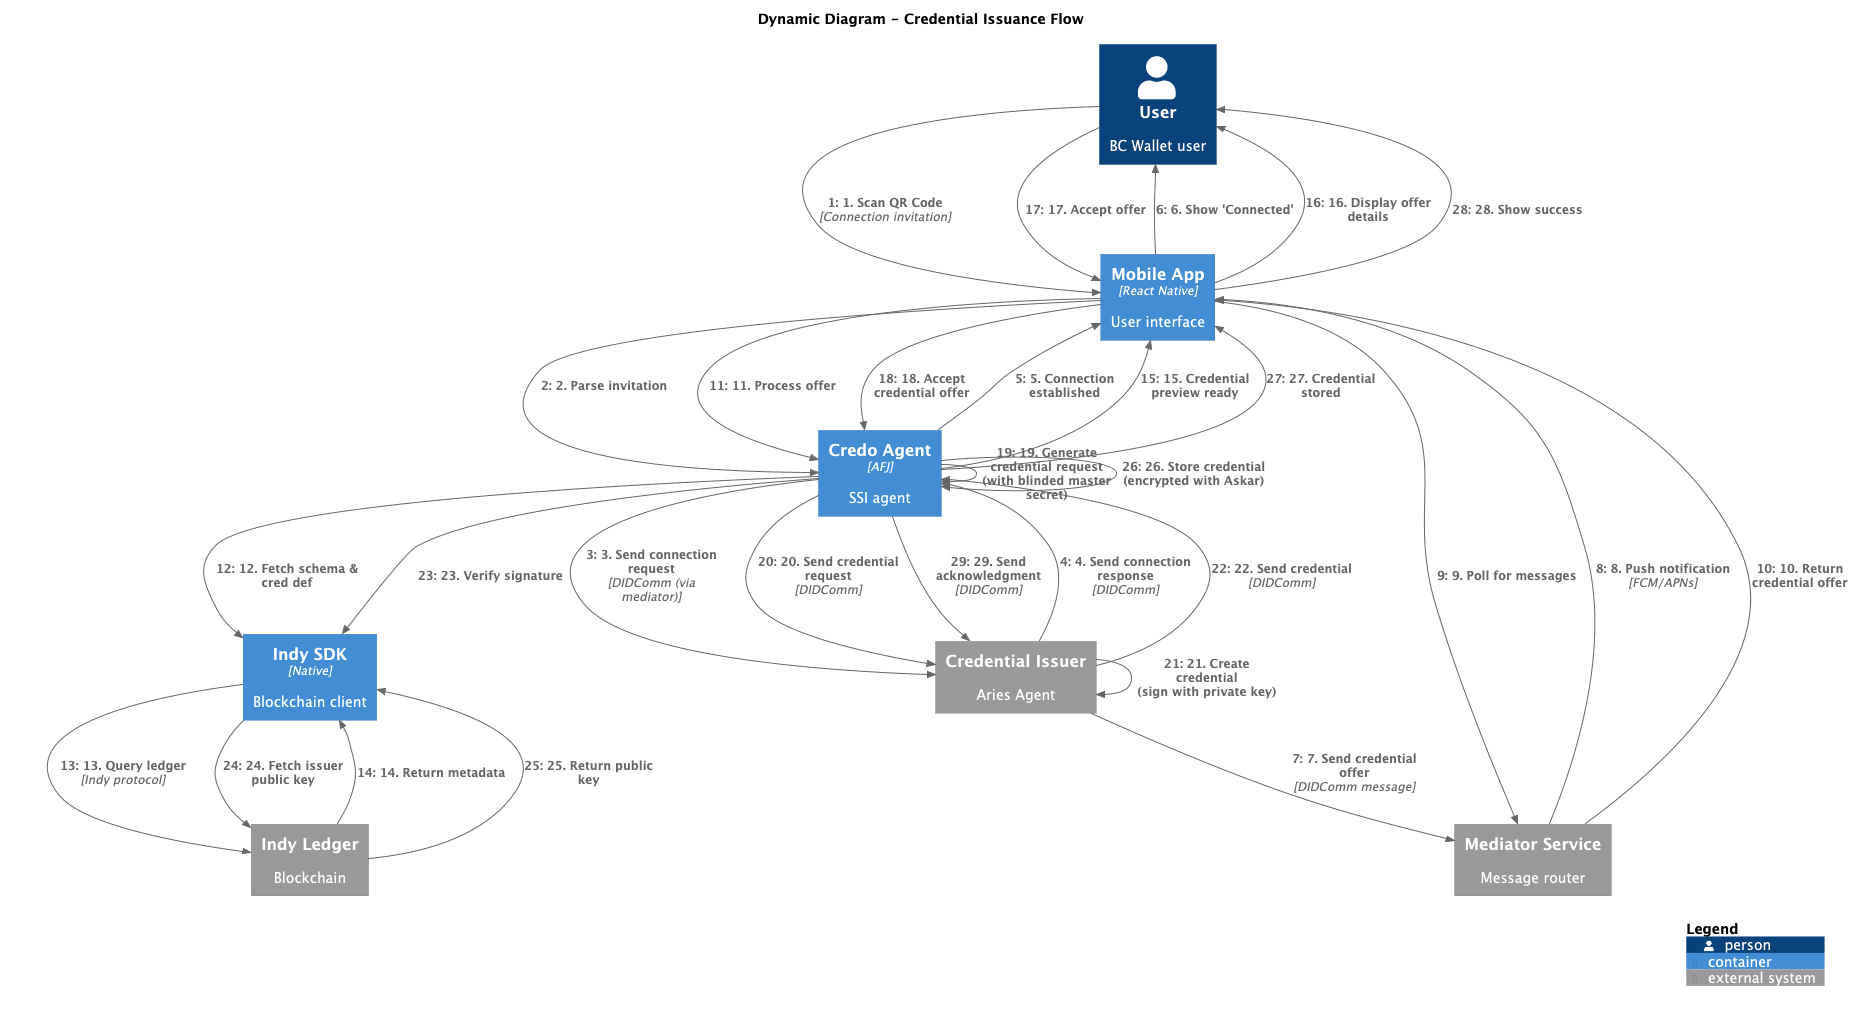 Dynamic Diagram - Credential Issuance Flow
User
BC Wallet user
1: 1. Scan QR Code
[Connection invitation]
17: 17. Accept offer
6: 6. Show 'Connected'
16: 16. Display offer
details
28: 28. Show success
Mobile App
[React Native]
User interface
2: 2. Parse invitation
11: 11. Process offer
18: 18. Accept
credential offer
5: 5. Connection
established
15: 15. Credential
preview ready
27: 27. Credential
stored
Credo Agent
[AFJ]
SSI agent
19: 19. Generate
credential request
(with blinded master
secret)
26: 26. Store credential
(encrypted with Askar)
12: 12. Fetch schema &
cred def
23: 23. Verify signature
3: 3. Send connection
request
[DIDComm (via
mediator)]
20: 20. Send credential
request
[DIDComm]
29: 29. Send
acknowledgment
[DIDComm]
4: 4. Send connection
response
[DIDComm]
22: 22. Send credential
[DIDComm]
9: 9. Poll for messages
8: 8. Push notification
[FCM/APNs]
10: 10. Return
credential offer
Indy SDK
[Native]
Blockchain client
Credential Issuer
Aries Agent
21: 21. Create
credential
(sign with private key)
13: 13. Query ledger
[Indy protocol]
24: 24. Fetch issuer
public key
14: 14. Return metadata
25: 25. Return public
key
7: 7. Send credential
offer
[DIDComm message]
Indy Ledger
Blockchain
Mediator Service
Message router
Legend
person
container
external system